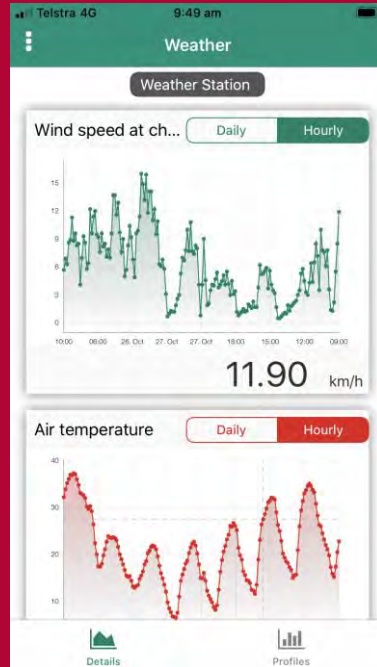 Telstra 4G 9:49 am
Weather
Weather Station
Wind speed at ch... Daily Hourly
15
12
9
6
3
0
10:00 06:00 26. Oct 27. Oct 27. Oct 18:00 15:00 12:00 09:00
11.90 km/h
Air temperature Daily Hourly
40
30
20
10
Details Profiles